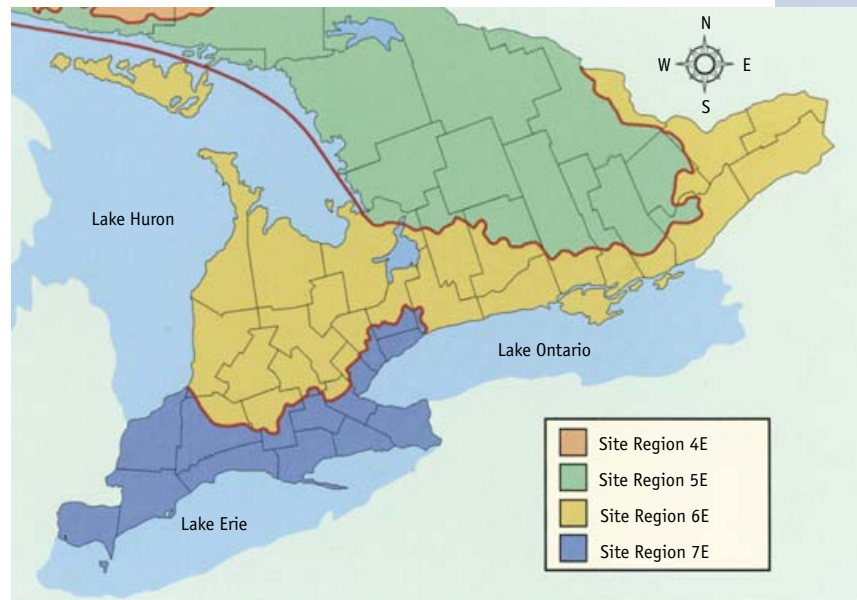 N
W E
S
Lake Huron
Lake Ontario
Site Region 4E
Site Region 5E
Site Region 6E
Site Region 7E
Lake Erie